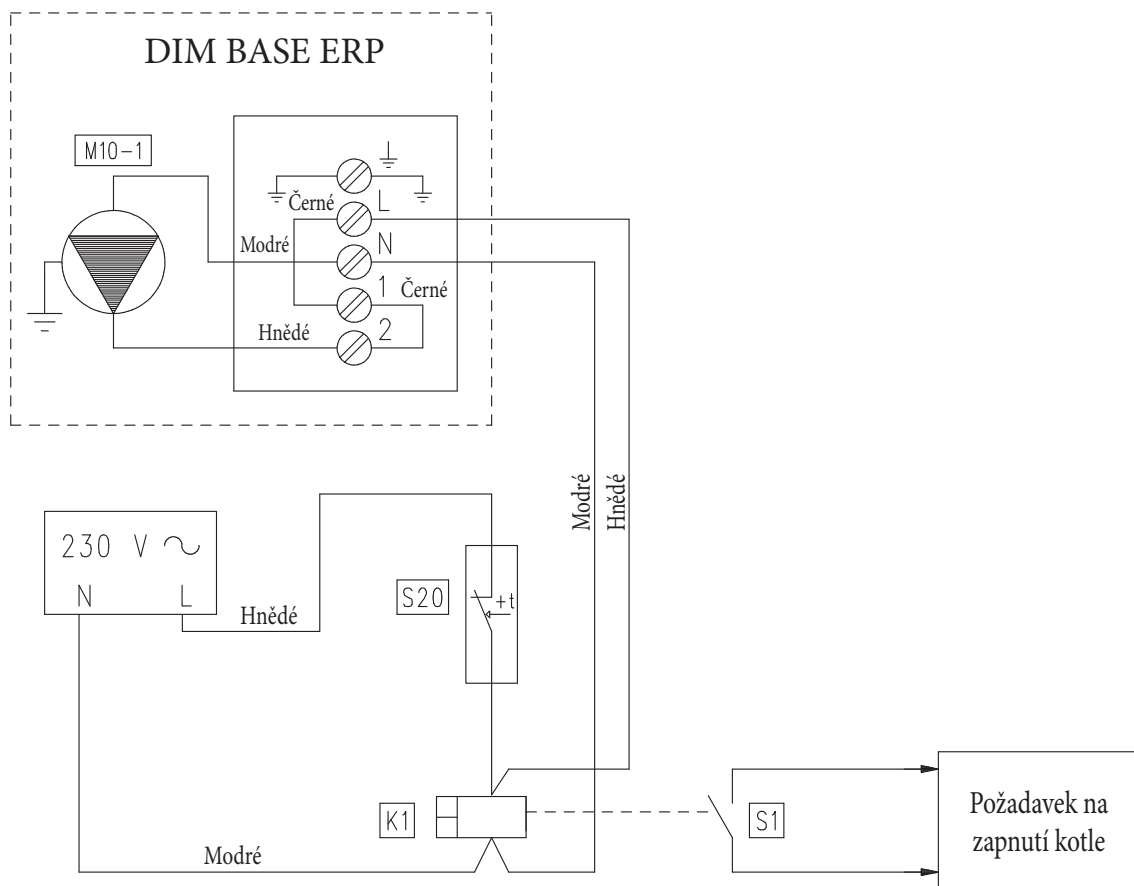 DIM BASE ERP
M10-1
Černé
L
Modré
N
1
Černé
Hnědé
2
Modré
Hnědé
230 V
N
L
Hnědé
S20
+t
K1
S1
Požadavek na
zapnutí kotle
Modré